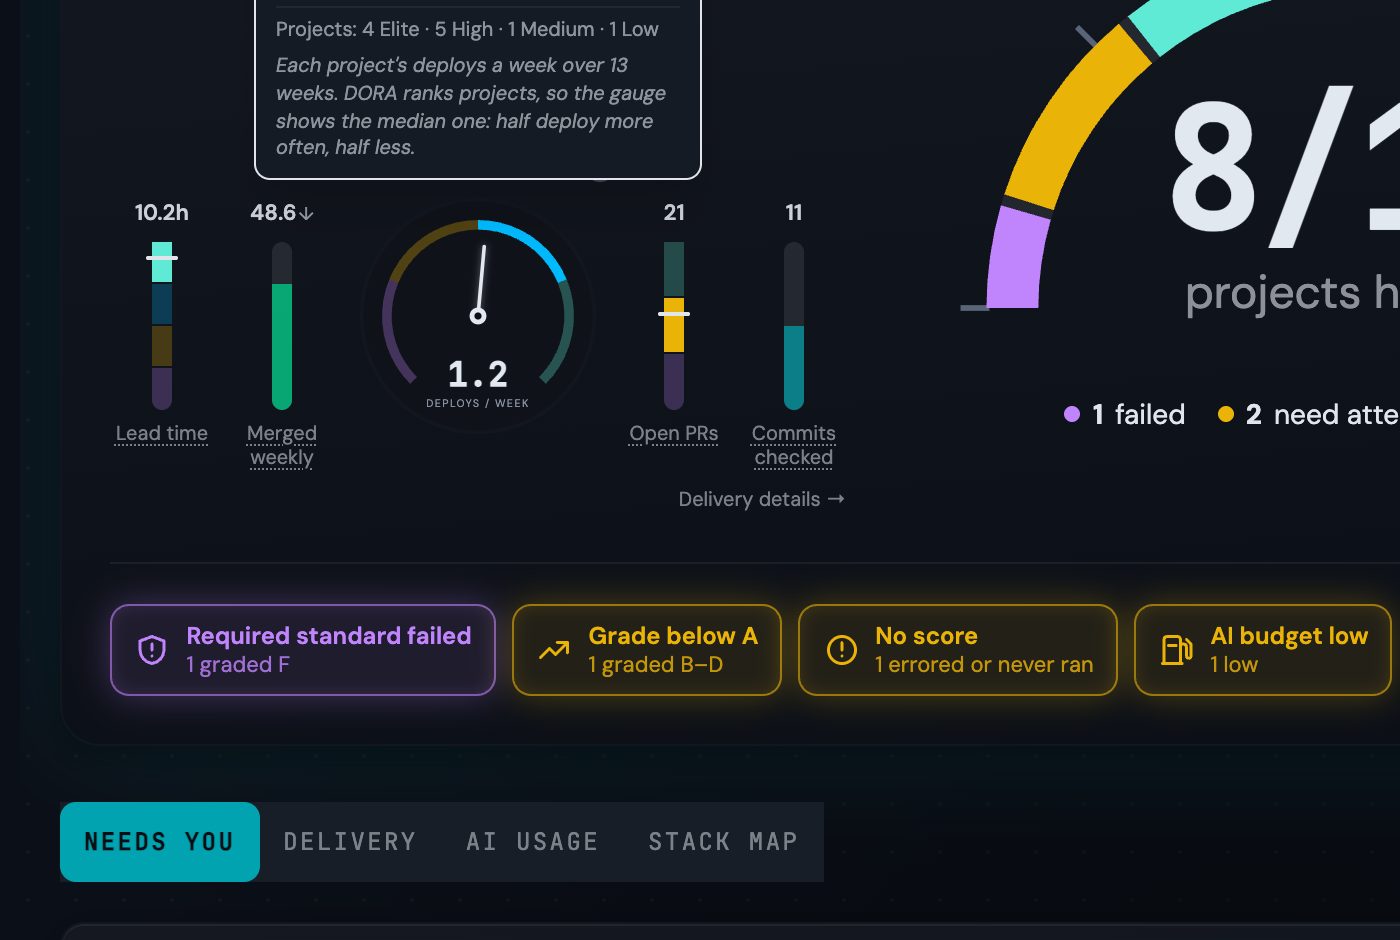 Projects: 4 Elite · 5 High · 1 Medium · 1 Low
Each project's deploys a week over 13
weeks. DORA ranks projects, so the gauge
shows the median one: half deploy more
often, half less.
10.2h
48.6↓
21
11
1.2
DEPLOYS / WEEK
Lead time
Merged
weekly
Open PRs
Commits
checked
Delivery details →
8/1
projects h
1 failed
2 need atte
Required standard failed
1 graded F
Grade below A
1 graded B–D
No score
1 errored or never ran
AI budget low
1 low
NEEDS YOU
DELIVERY
AI USAGE
STACK MAP